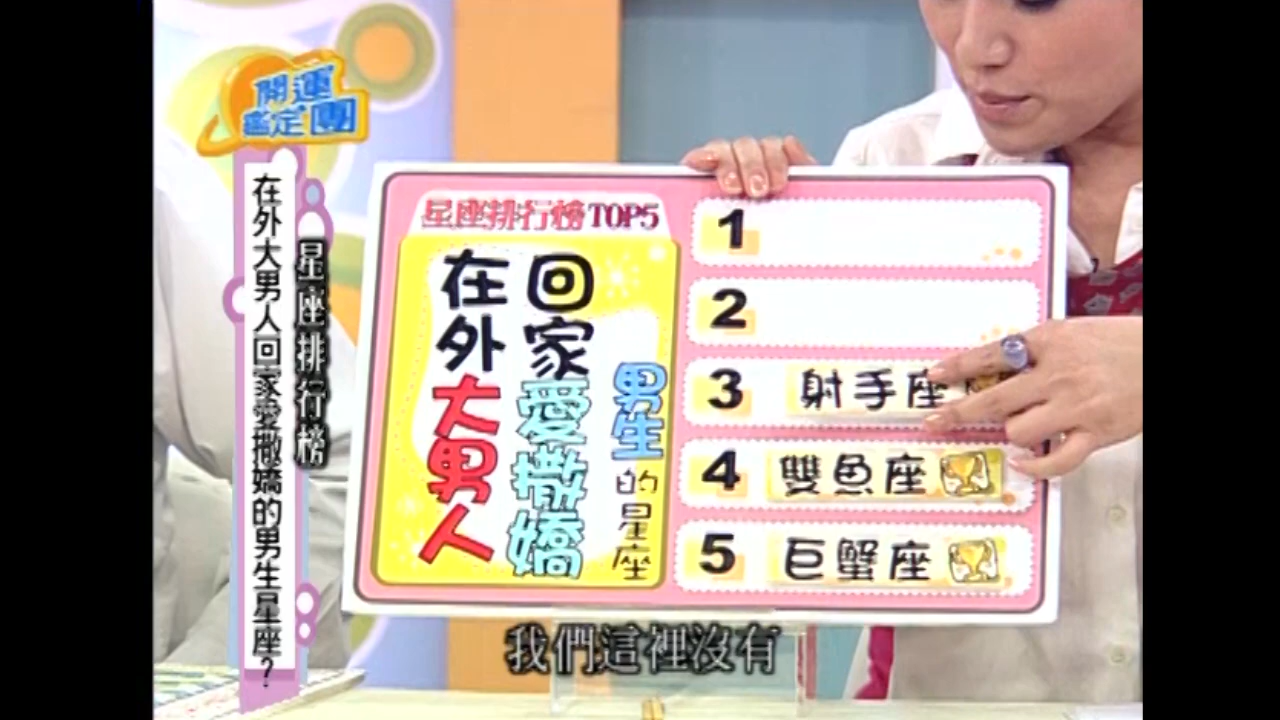 開運
鑑定團
星座排行榜
在外大男人回家愛撒嬌的男生星座?
星座排行榜TOP5
在外大男人
回家愛撒嬌
男生的星座
1
2
3 射手座
4 雙魚座
5 巨蟹座
我們這裡沒有